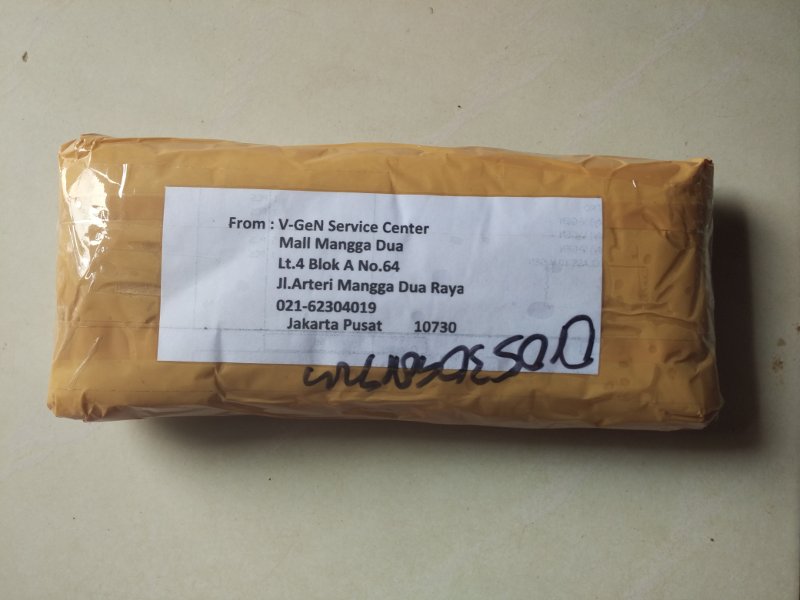 From : V-GeN Service Center
Mall Mangga Dua
Lt.4 Blok A No.64
Jl.Arteri Mangga Dua Raya
021-62304019
Jakarta Pusat 10730